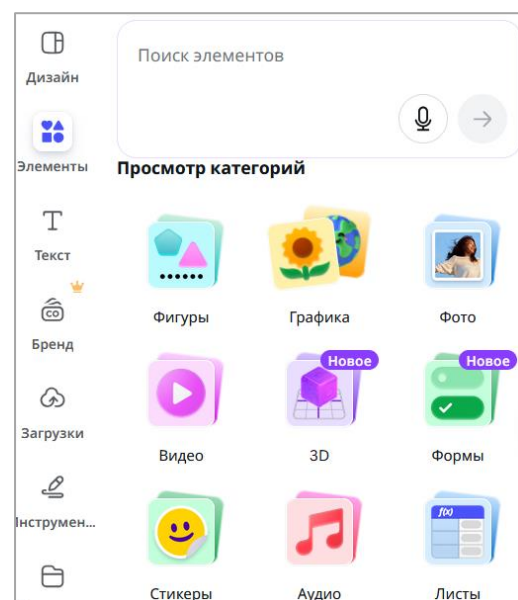 Дизайн
Элементы
Текст
CO
Бренд
Загрузки
Инструмен...
Поиск элементов
Просмотр категорий
Фигуры
Графика
Фото
Видео
Новое
3D
Новое
Формы
Стикеры
Аудио
f(x)
Листы